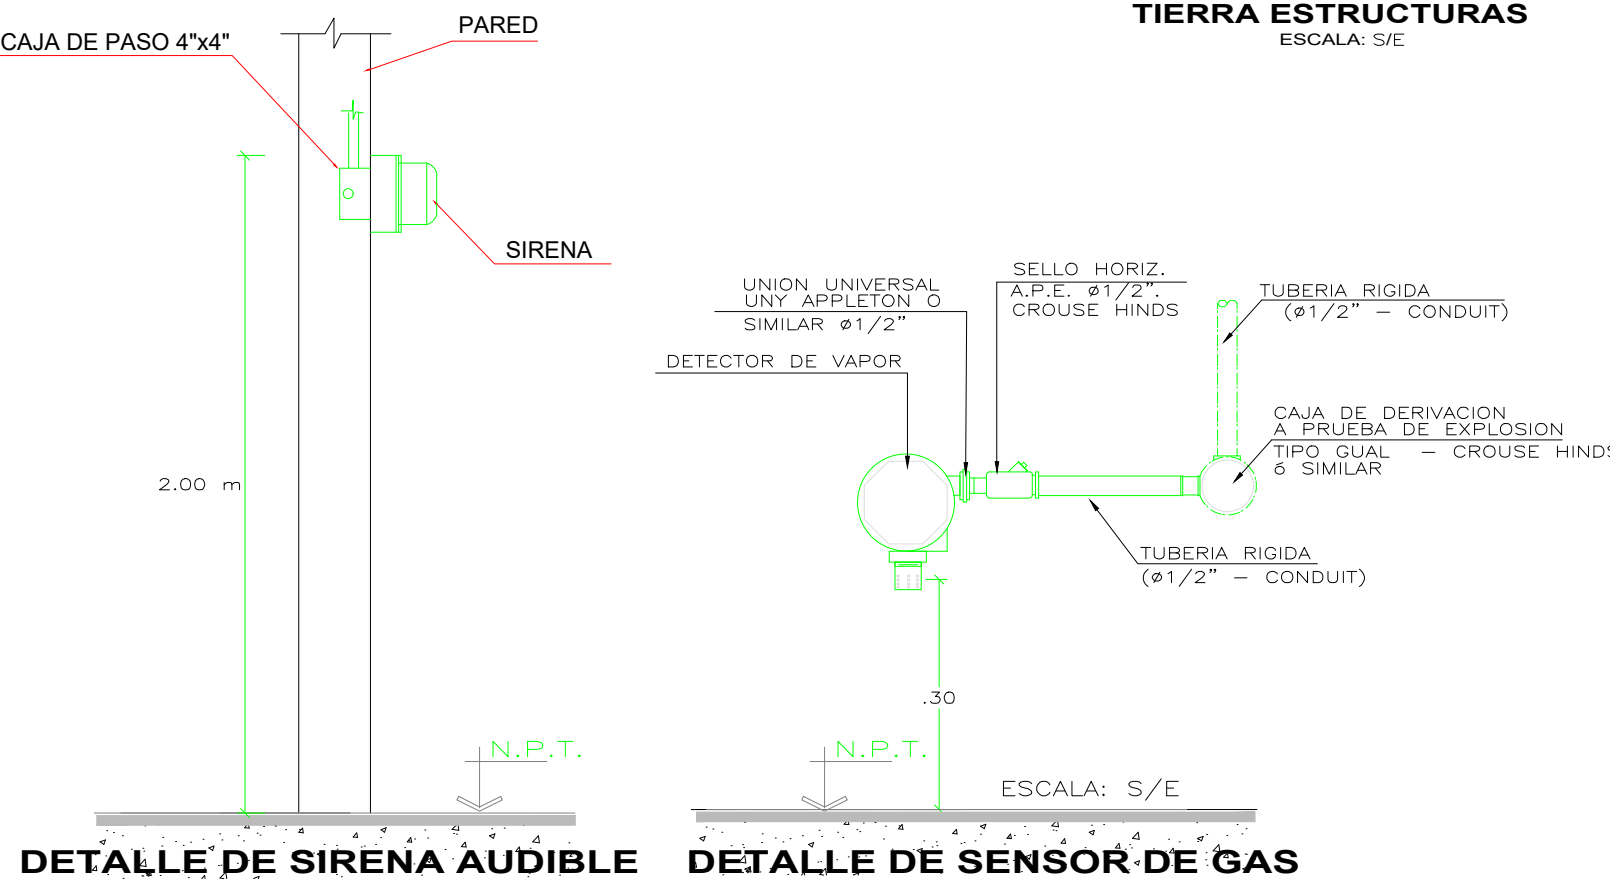 TIERRA ESTRUCTURAS
ESCALA: S/E
CAJA DE PASO 4"x4"
PARED
SIRENA
2.00 m
N.P.T.
DETALLE DE SIRENA AUDIBLE
UNION UNIVERSAL
UNY APPLETON O
SIMILAR ø1/2"
SELLO HORIZ.
A.P.E. ø1/2".
CROUSE HINDS
TUBERIA RIGIDA
(ø1/2" – CONDUIT)
DETECTOR DE VAPOR
CAJA DE DERIVACION
A PRUEBA DE EXPLOSION
TIPO GUAL – CROUSE HINDS
ó SIMILAR
TUBERIA RIGIDA
(ø1/2" – CONDUIT)
.30
N.P.T.
ESCALA: S/E
DETALLE DE SENSOR DE GAS